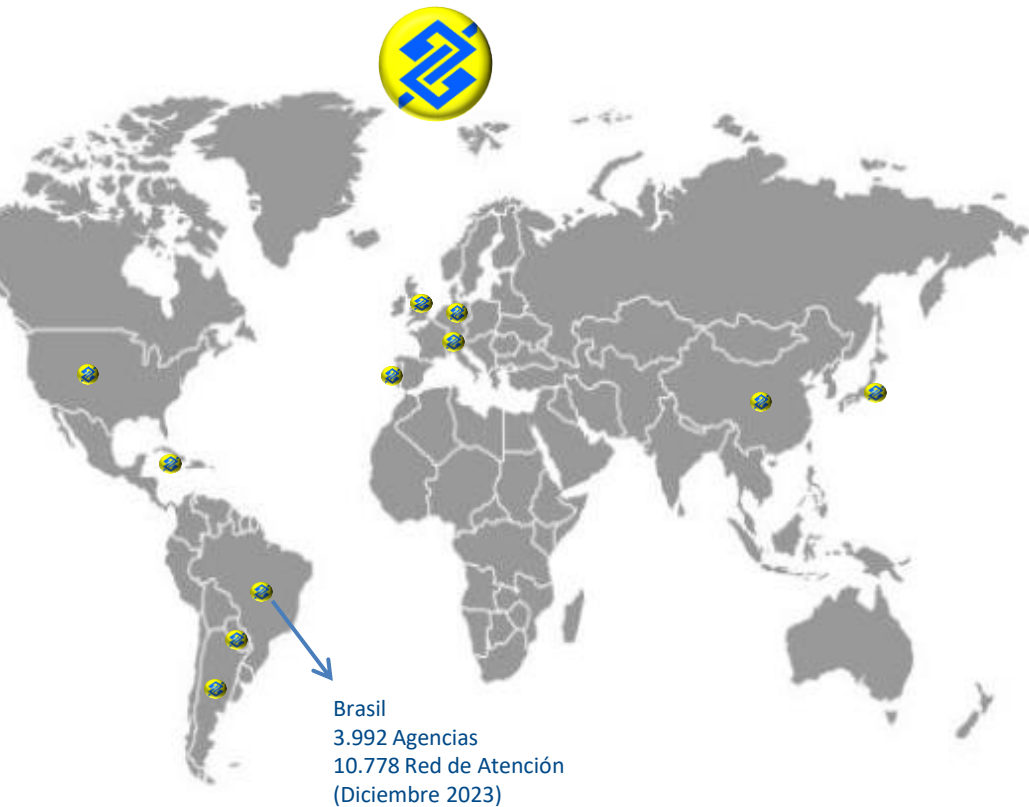 Brasil
3.992 Agencias
10.778 Red de Atención
(Diciembre 2023)